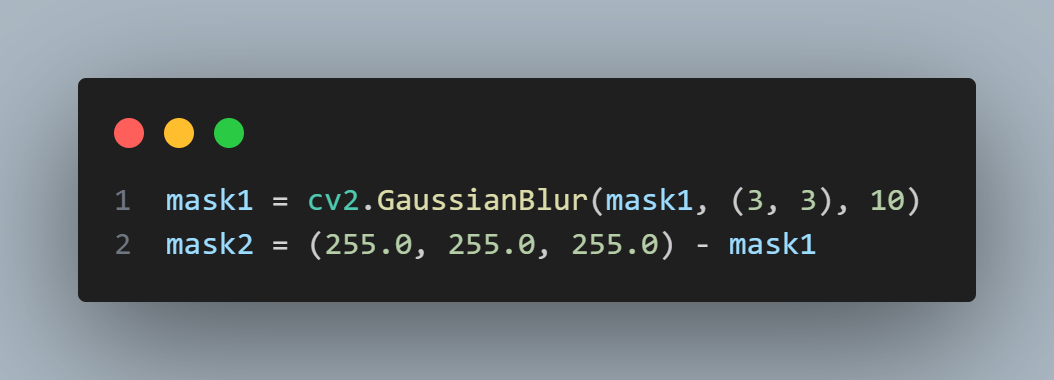 1 mask1 = cv2.GaussianBlur(mask1, (3, 3), 10)
2 mask2 = (255.0, 255.0, 255.0) - mask1